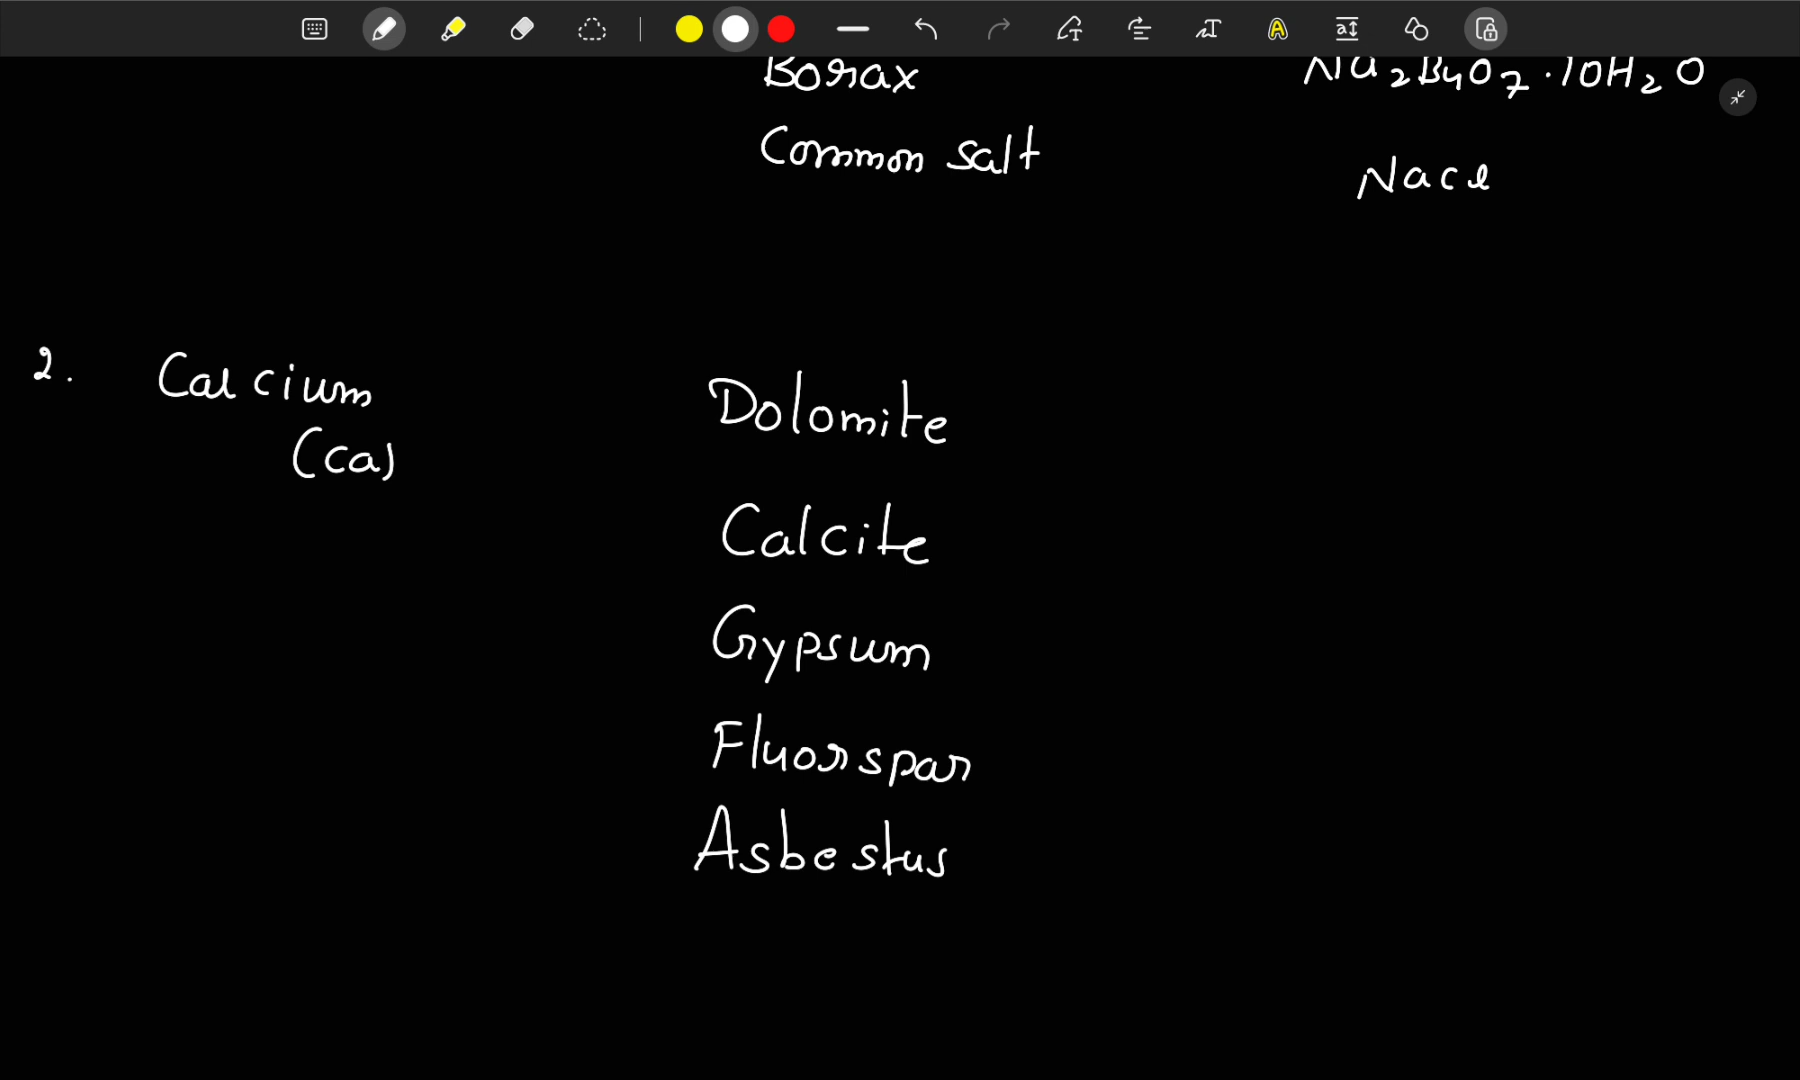 Borax Na2B4O7.10H2O
Common salt NaCl
2. Calcium Dolomite
(Ca)
Calcite
Gypsum
Fluorspar
Asbestus